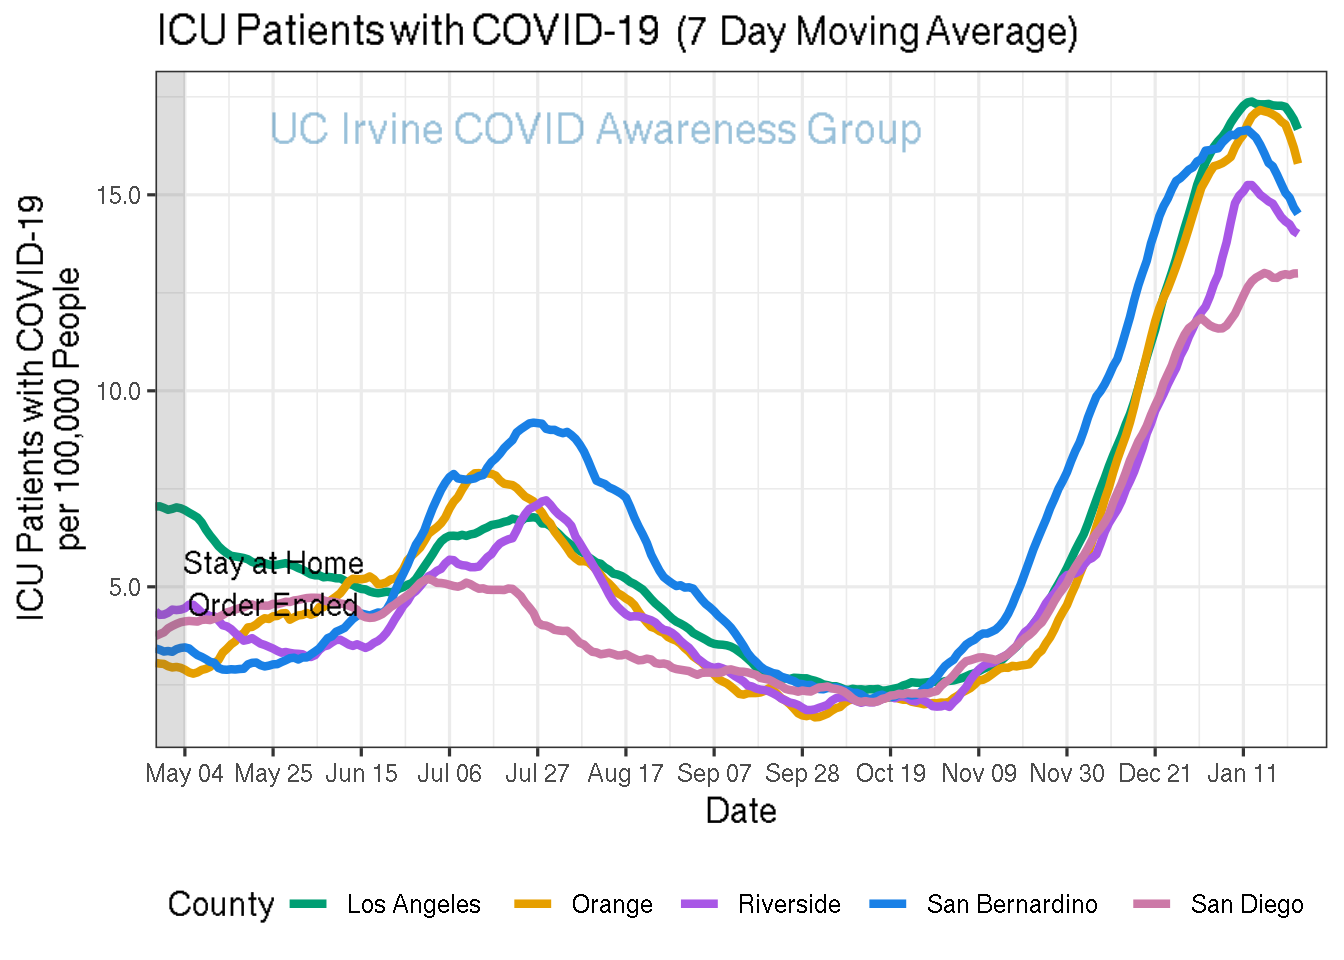 ICU Patients with COVID-19 (7 Day Moving Average)
UC Irvine COVID Awareness Group
ICU Patients with COVID-19
per 100,000 People
15.0
10.0
5.0
Stay at Home
Order Ended
May 04 May 25 Jun 15 Jul 06 Jul 27 Aug 17 Sep 07 Sep 28 Oct 19 Nov 09 Nov 30 Dec 21 Jan 11
Date
County Los Angeles Orange Riverside San Bernardino San Diego